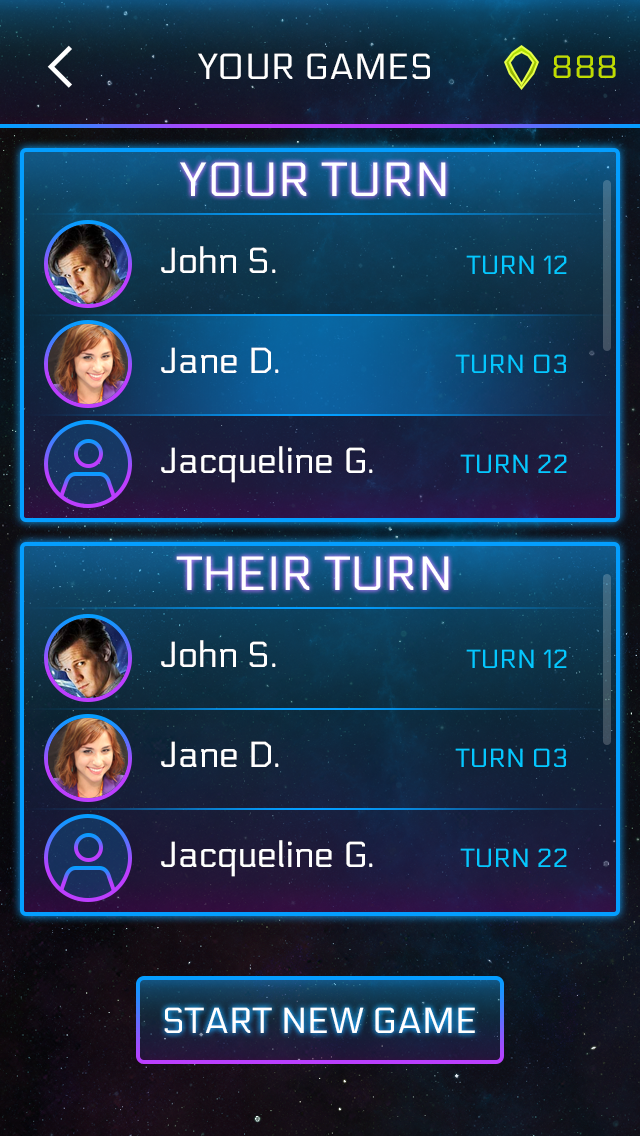 YOUR GAMES
888
YOUR TURN
John S.
TURN 12
Jane D.
TURN 03
Jacqueline G.
TURN 22
THEIR TURN
John S.
TURN 12
Jane D.
TURN 03
Jacqueline G.
TURN 22
START NEW GAME